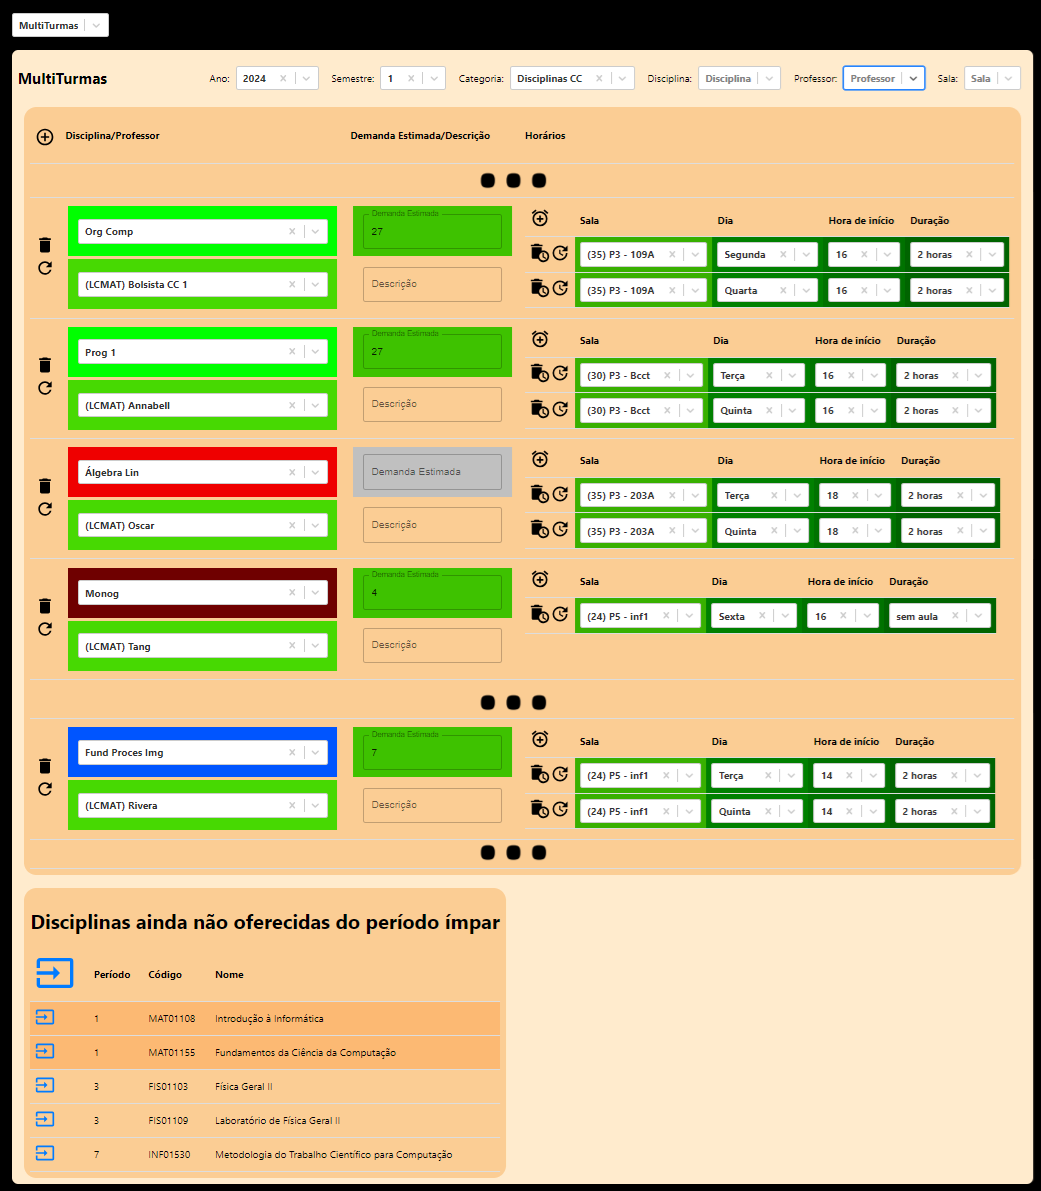 MultiTurmas
MultiTurmas Ano: 2024 Semestre: 1 Categoria: Disciplinas CC Disciplina: Disciplina Professor: Professor Sala: Sala
Disciplina/Professor Demanda Estimada/Descrição Horários
Org Comp Demanda Estimada 27 Sala Dia Hora de início Duração
(35) P3 - 109A Segunda 16 2 horas
(LCMAT) Bolsista CC 1 Descrição (35) P3 - 109A Quarta 16 2 horas
Prog 1 Demanda Estimada 27 Sala Dia Hora de início Duração
(30) P3 - Bcct Terça 16 2 horas
(LCMAT) Annabell Descrição (30) P3 - Bcct Quinta 16 2 horas
Álgebra Lin Demanda Estimada Sala Dia Hora de início Duração
(35) P3 - 203A Terça 18 2 horas
(LCMAT) Oscar Descrição (35) P3 - 203A Quinta 18 2 horas
Monog Demanda Estimada 4 Sala Dia Hora de início Duração
(24) P5 - inf1 Sexta 16 sem aula
(LCMAT) Tang Descrição
Fund Proces Img Demanda Estimada 7 Sala Dia Hora de início Duração
(24) P5 - inf1 Terça 14 2 horas
(LCMAT) Rivera Descrição (24) P5 - inf1 Quinta 14 2 horas
Disciplinas ainda não oferecidas do período ímpar
Período Código Nome
1 MAT01108 Introdução à Informática
1 MAT01155 Fundamentos da Ciência da Computação
3 FIS01103 Física Geral II
3 FIS01109 Laboratório de Física Geral II
7 INF01530 Metodologia do Trabalho Científico para Computação